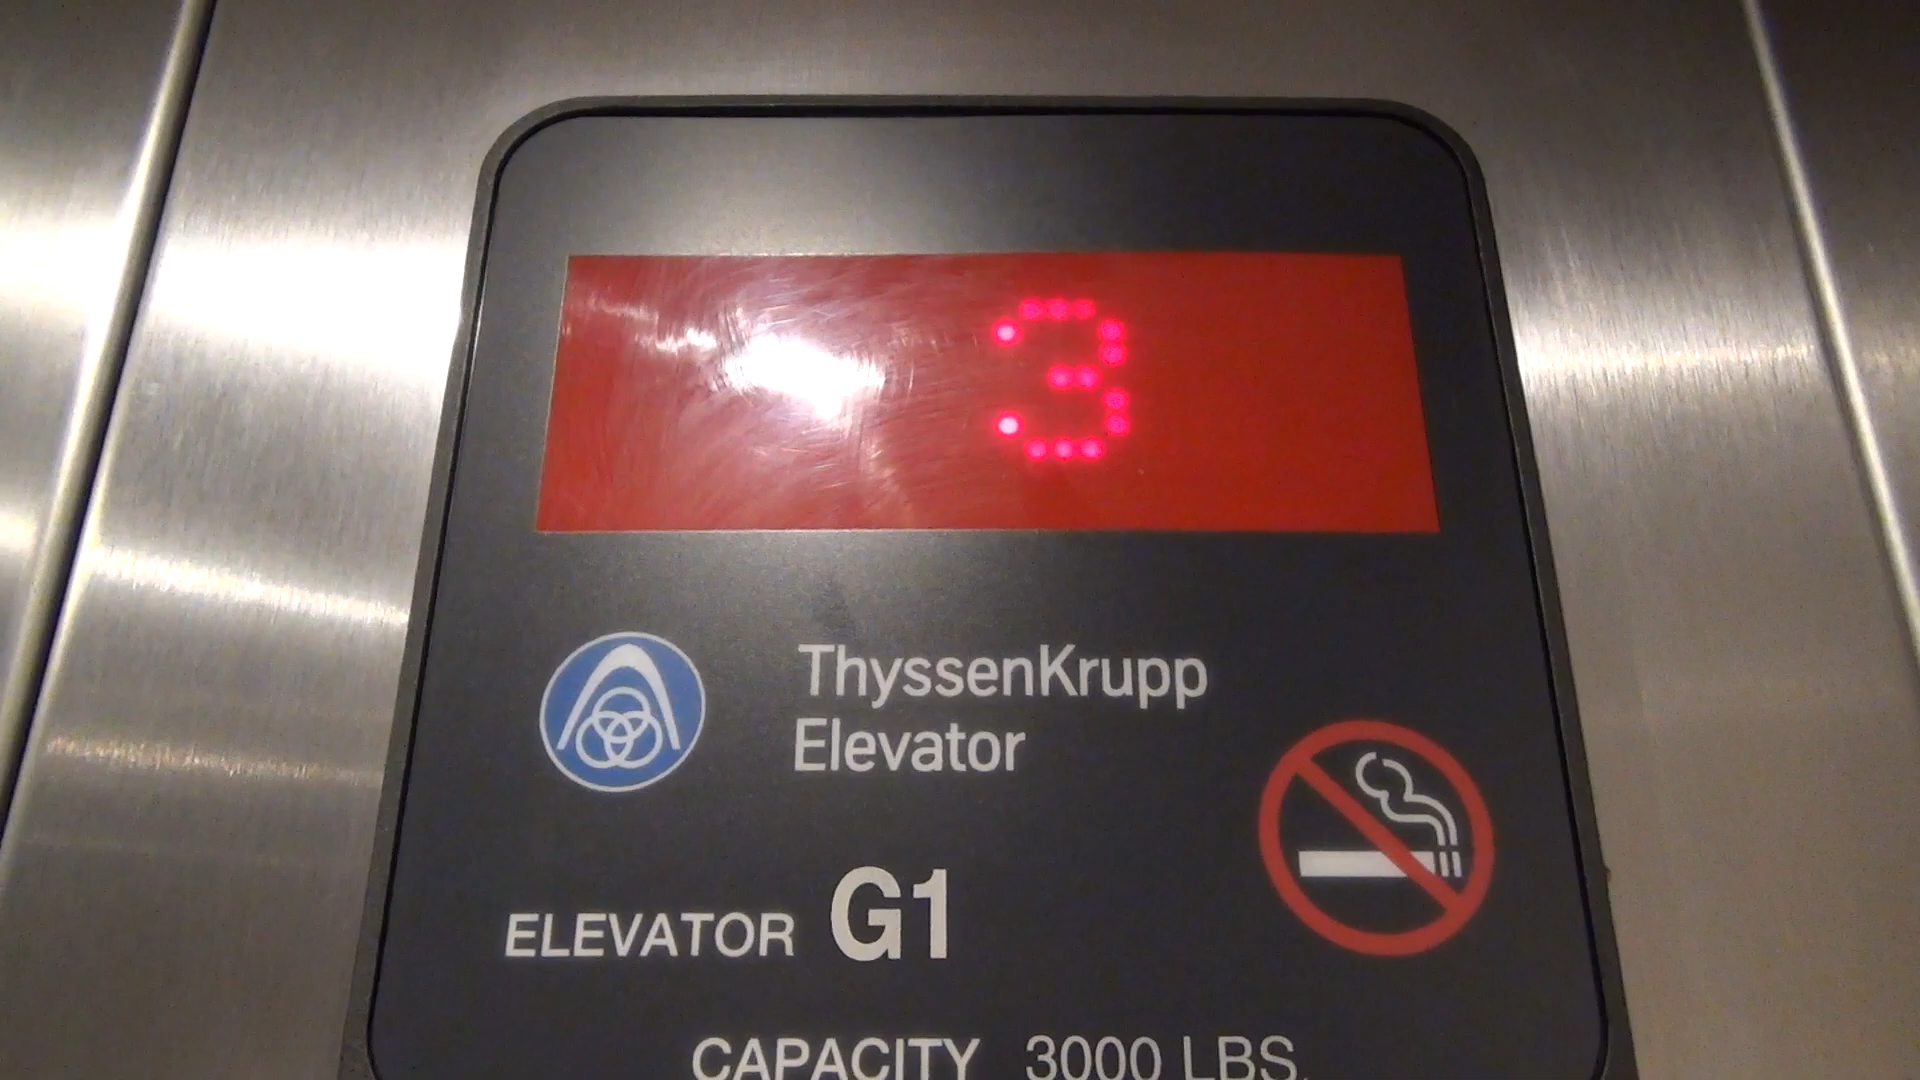 3
ThyssenKrupp
Elevator
ELEVATOR G1
CAPACITY 3000 LBS.